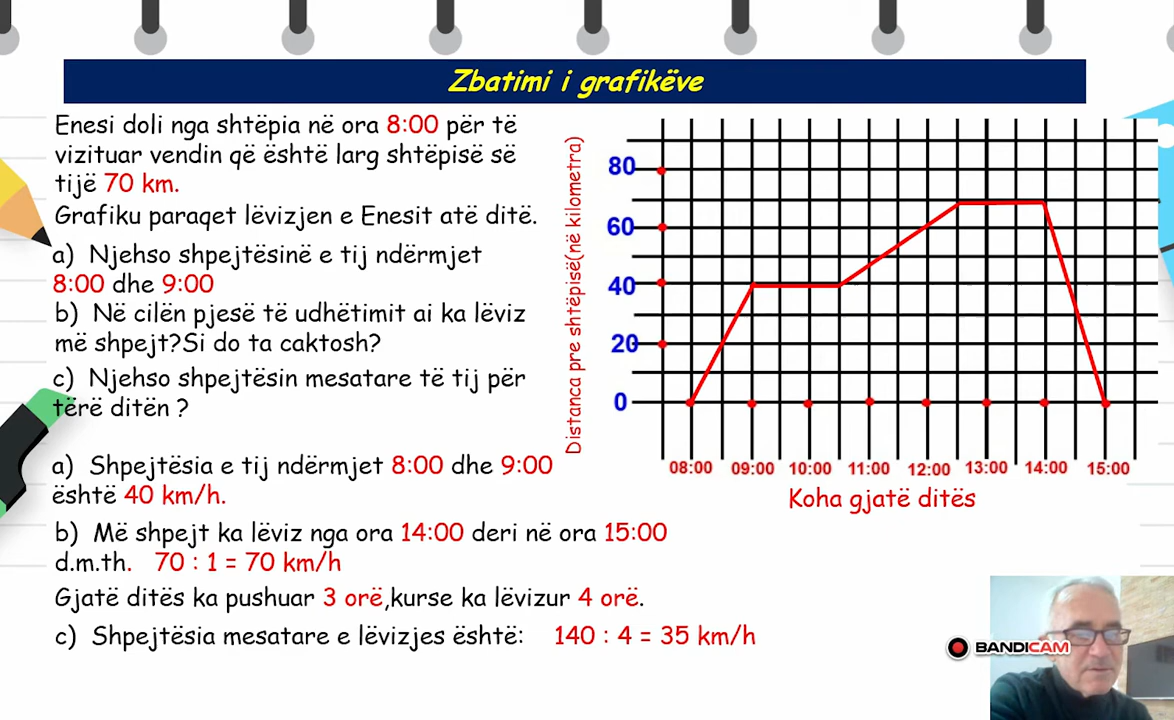 Zbatimi i grafikëve
Enesi doli nga shtëpia në ora 8:00 për të
vizituar vendin që është larg shtëpisë së
tijë 70 km.
Grafiku paraqet lëvizjen e Enesit atë ditë.
a) Njehso shpejtësinë e tij ndërmjet
8:00 dhe 9:00
b) Në cilën pjesë të udhëtimit ai ka lëviz
më shpejt?Si do ta caktosh?
c) Njehso shpejtësin mesatare të tij për
tërë ditën ?
a) Shpejtësia e tij ndërmjet 8:00 dhe 9:00
është 40 km/h.
b) Më shpejt ka lëviz nga ora 14:00 deri në ora 15:00
d.m.th. 70 : 1 = 70 km/h
Gjatë ditës ka pushuar 3 orë,kurse ka lëvizur 4 orë.
c) Shpejtësia mesatare e lëvizjes është: 140 : 4 = 35 km/h
Distanca pre shtëpisë(në kilometra)
80
60
40
20
0
08:00 09:00 10:00 11:00 12:00 13:00 14:00 15:00
Koha gjatë ditës
BANDICAM